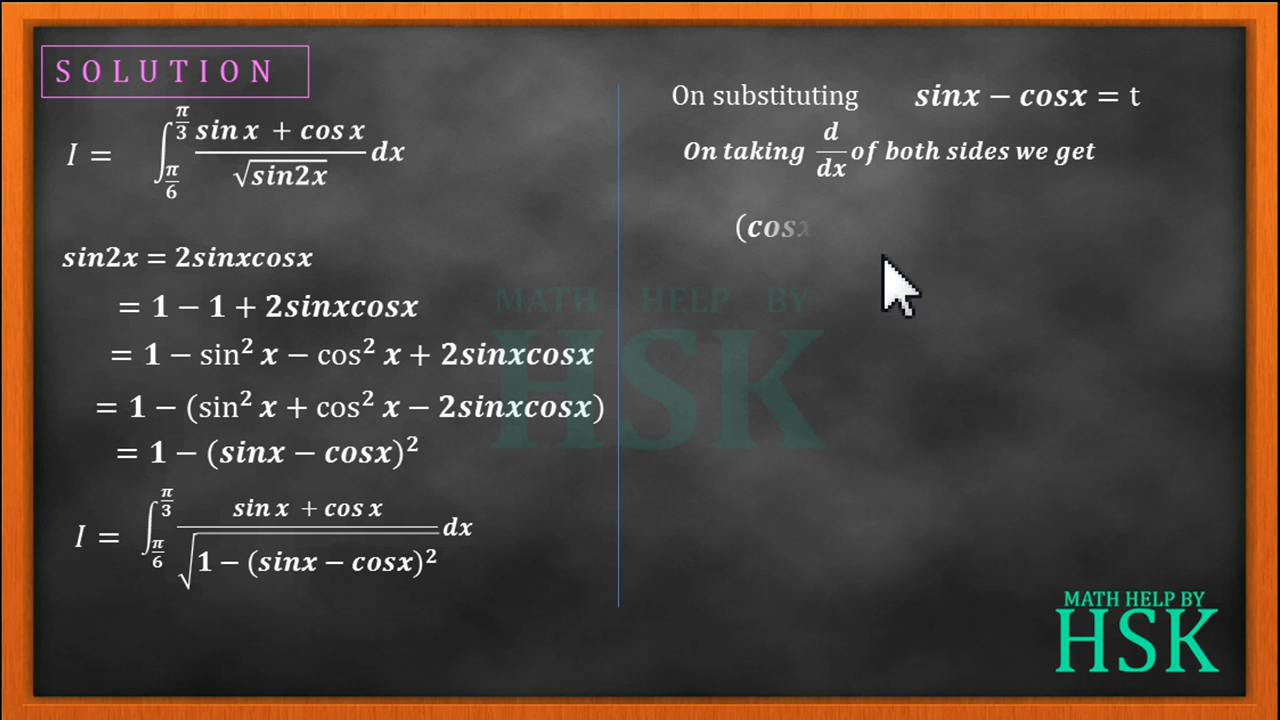 SOLUTION
I = ∫_{π/6}^{π/3} (sin x + cos x)/√(sin2x) dx
sin2x = 2sinxcosx
= 1 − 1 + 2sinxcosx
= 1 − sin² x − cos² x + 2sinxcosx
= 1 − (sin² x + cos² x − 2sinxcosx)
= 1 − (sinx − cosx)²
I = ∫_{π/6}^{π/3} (sin x + cos x)/√(1 − (sinx − cosx)²) dx
On substituting sinx − cosx = t
On taking d/dx of both sides we get
(cosx
MATH HELP BY
HSK
MATH HELP BY
HSK